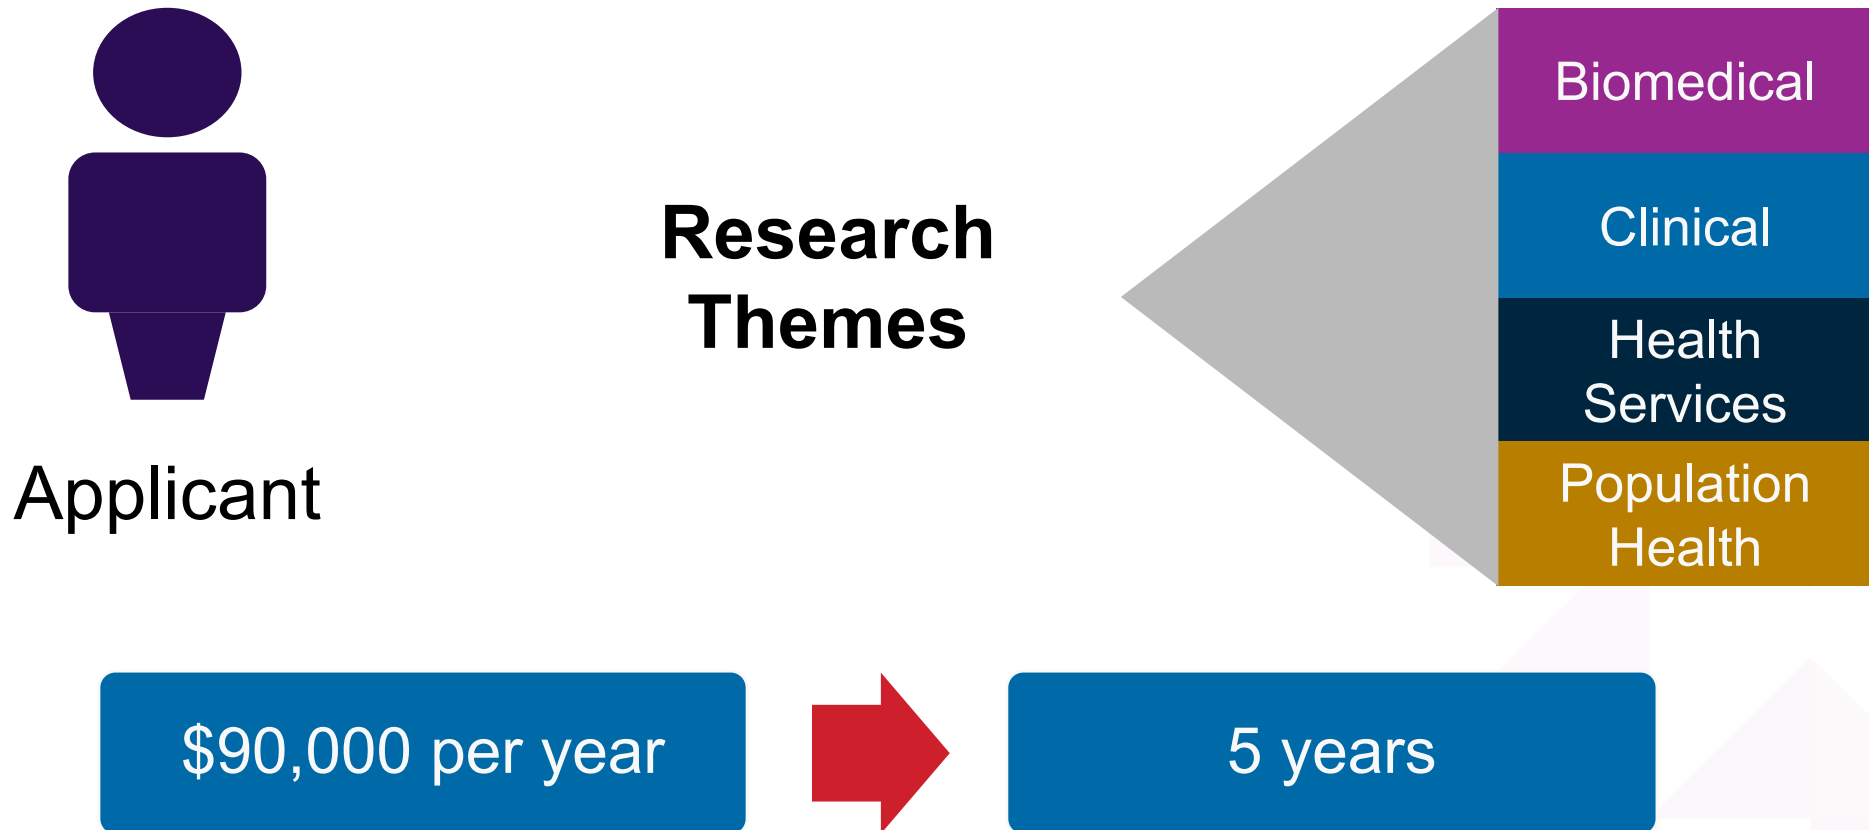 Applicant
Research
Themes
Biomedical
Clinical
Health
Services
Population
Health
$90,000 per year
5 years